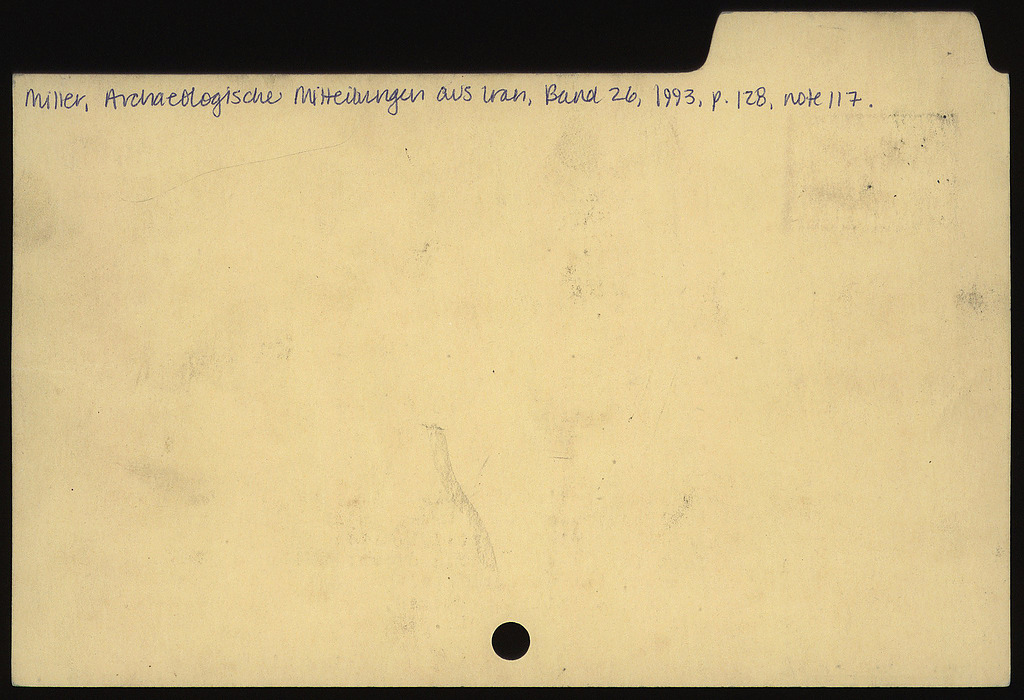 Miller, Archaeologische Mitteilungen aus Iran, Band 26, 1993, p. 128, note 117.